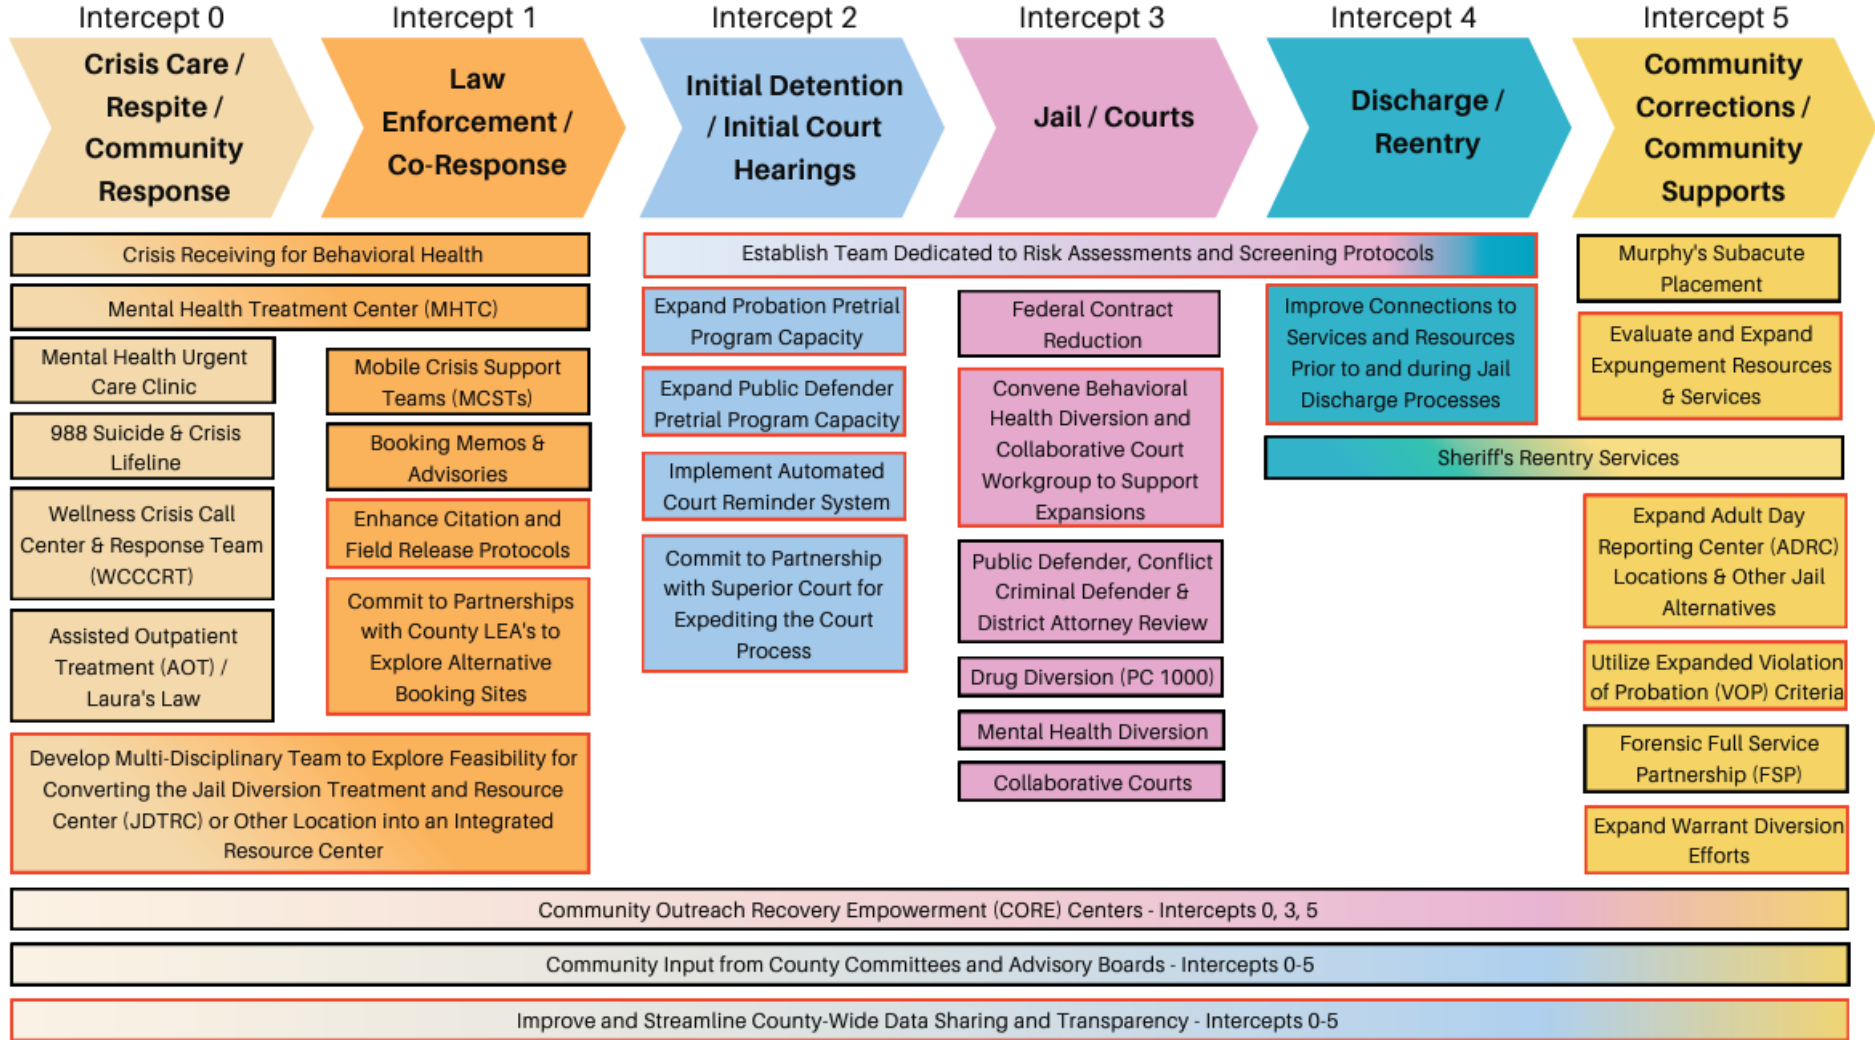 Intercept 0
Intercept 1
Intercept 2
Intercept 3
Intercept 4
Intercept 5
Crisis Care /
Respite /
Community
Response
Law
Enforcement /
Co-Response
Initial Detention
/ Initial Court
Hearings
Jail / Courts
Discharge /
Reentry
Community
Corrections /
Community
Supports
Crisis Receiving for Behavioral Health
Mental Health Treatment Center (MHTC)
Mental Health Urgent
Care Clinic
988 Suicide & Crisis
Lifeline
Wellness Crisis Call
Center & Response Team
(WCCCRT)
Assisted Outpatient
Treatment (AOT) /
Laura's Law
Mobile Crisis Support
Teams (MCSTs)
Booking Memos &
Advisories
Enhance Citation and
Field Release Protocols
Commit to Partnerships
with County LEA's to
Explore Alternative
Booking Sites
Develop Multi-Disciplinary Team to Explore Feasibility for
Converting the Jail Diversion Treatment and Resource
Center (JDTRC) or Other Location into an Integrated
Resource Center
Establish Team Dedicated to Risk Assessments and Screening Protocols
Expand Probation Pretrial
Program Capacity
Expand Public Defender
Pretrial Program Capacity
Implement Automated
Court Reminder System
Commit to Partnership
with Superior Court for
Expediting the Court
Process
Federal Contract
Reduction
Convene Behavioral
Health Diversion and
Collaborative Court
Workgroup to Support
Expansions
Public Defender, Conflict
Criminal Defender &
District Attorney Review
Drug Diversion (PC 1000)
Mental Health Diversion
Collaborative Courts
Improve Connections to
Services and Resources
Prior to and during Jail
Discharge Processes
Sheriff's Reentry Services
Murphy's Subacute
Placement
Evaluate and Expand
Expungement Resources
& Services
Expand Adult Day
Reporting Center (ADRC)
Locations & Other Jail
Alternatives
Utilize Expanded Violation
of Probation (VOP) Criteria
Forensic Full Service
Partnership (FSP)
Expand Warrant Diversion
Efforts
Community Outreach Recovery Empowerment (CORE) Centers - Intercepts 0, 3, 5
Community Input from County Committees and Advisory Boards - Intercepts 0-5
Improve and Streamline County-Wide Data Sharing and Transparency - Intercepts 0-5